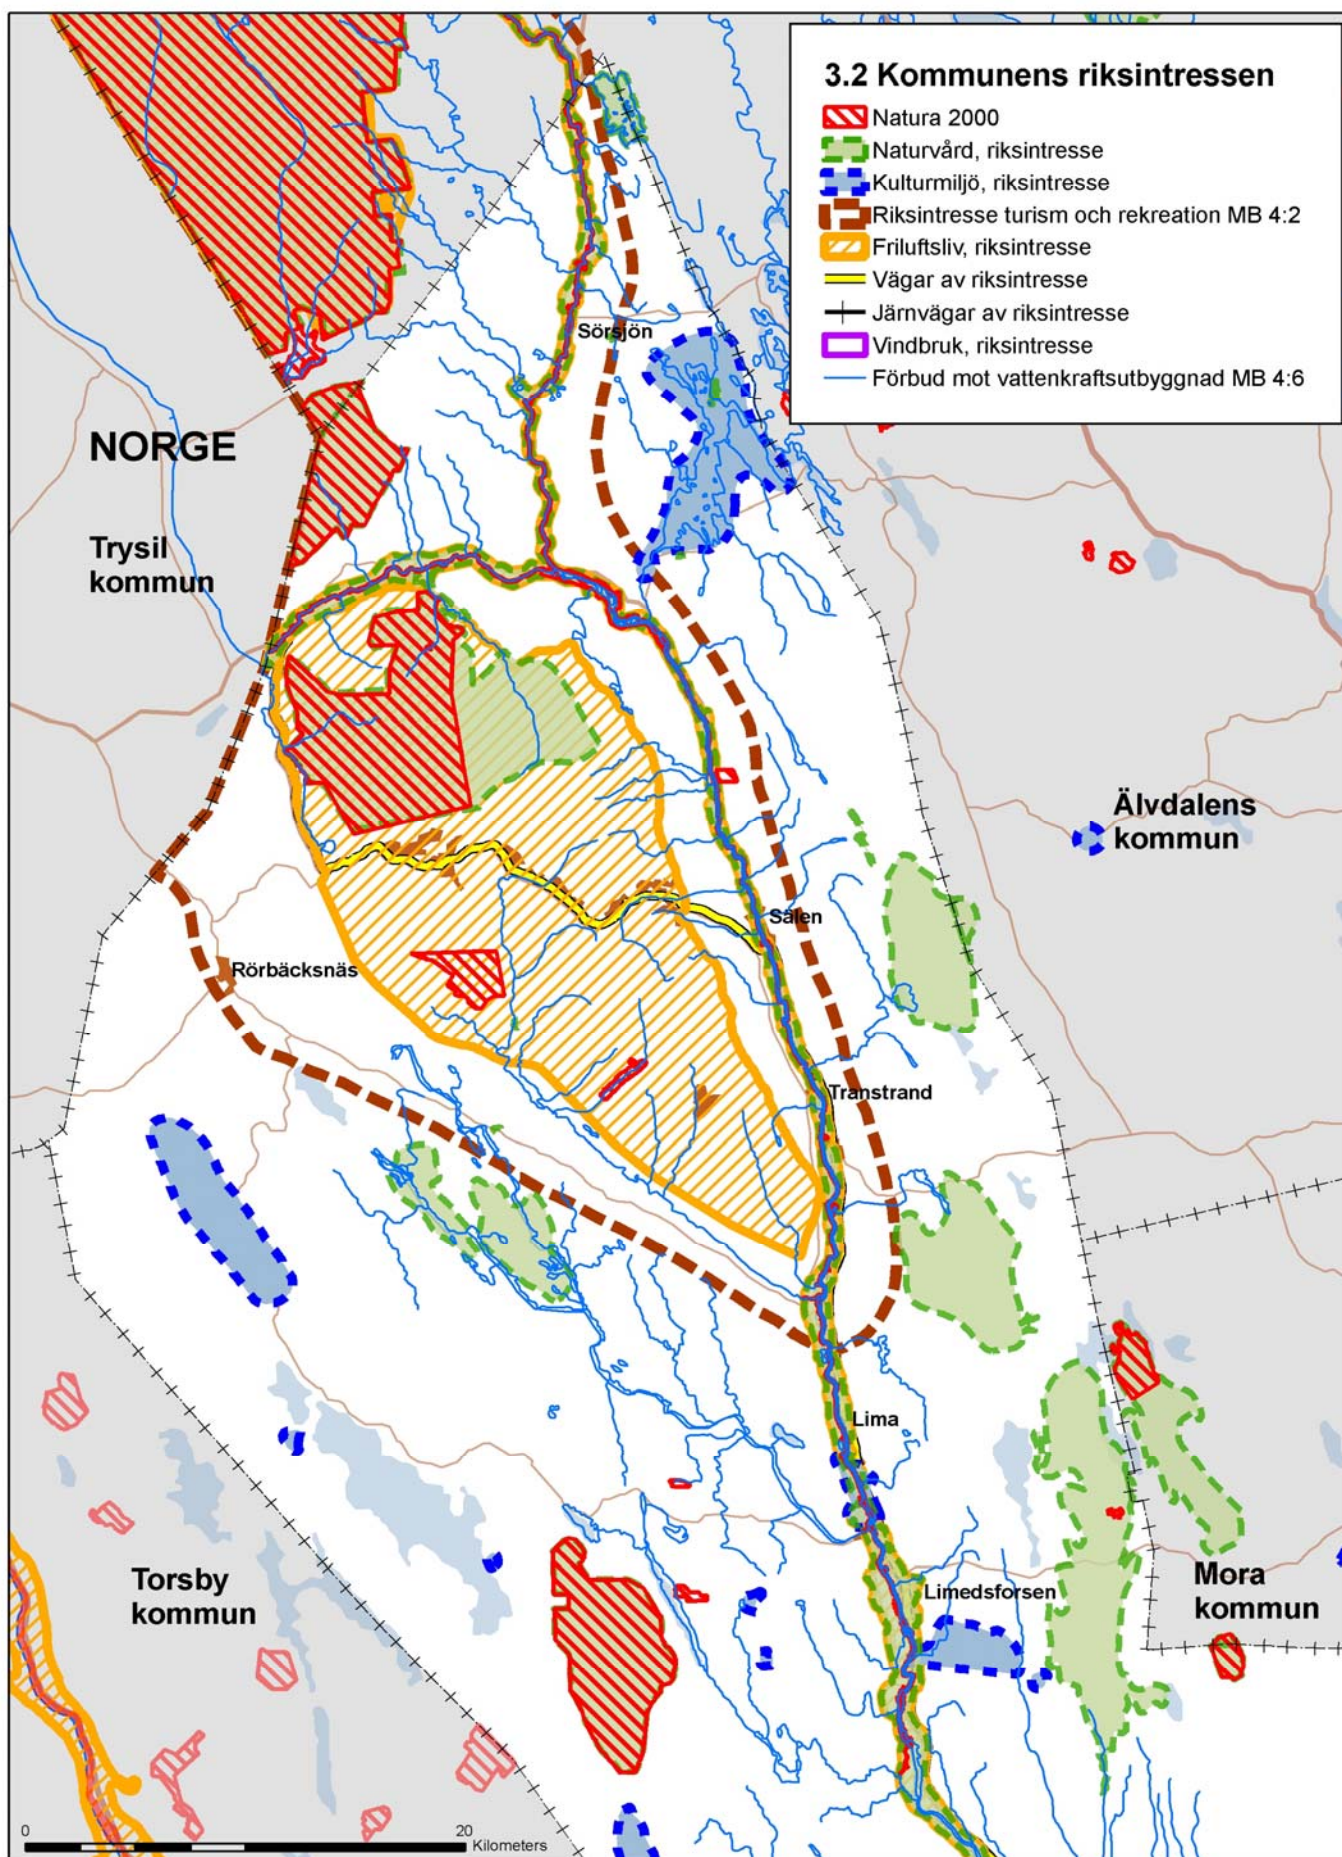 3.2 Kommunens riksintressen
Natura 2000
Naturvård, riksintresse
Kulturmiljö, riksintresse
Riksintresse turism och rekreation MB 4:2
Friluftsliv, riksintresse
Vägar av riksintresse
Järnvägar av riksintresse
Vindbruk, riksintresse
Förbud mot vattenkraftsutbyggnad MB 4:6
Sörsjön
NORGE
Trysil
kommun
Älvdalens
kommun
Sälen
Rörbäcksnäs
Transtrand
Lima
Limedsforsen
Torsby
kommun
Mora
kommun
0
20
Kilometers